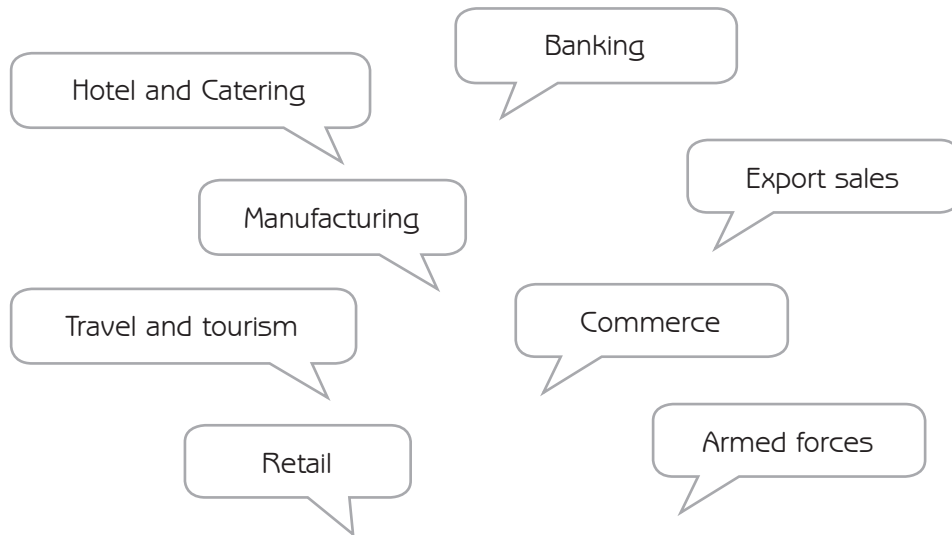 Banking
Hotel and Catering
Export sales
Manufacturing
Travel and tourism
Commerce
Armed forces
Retail